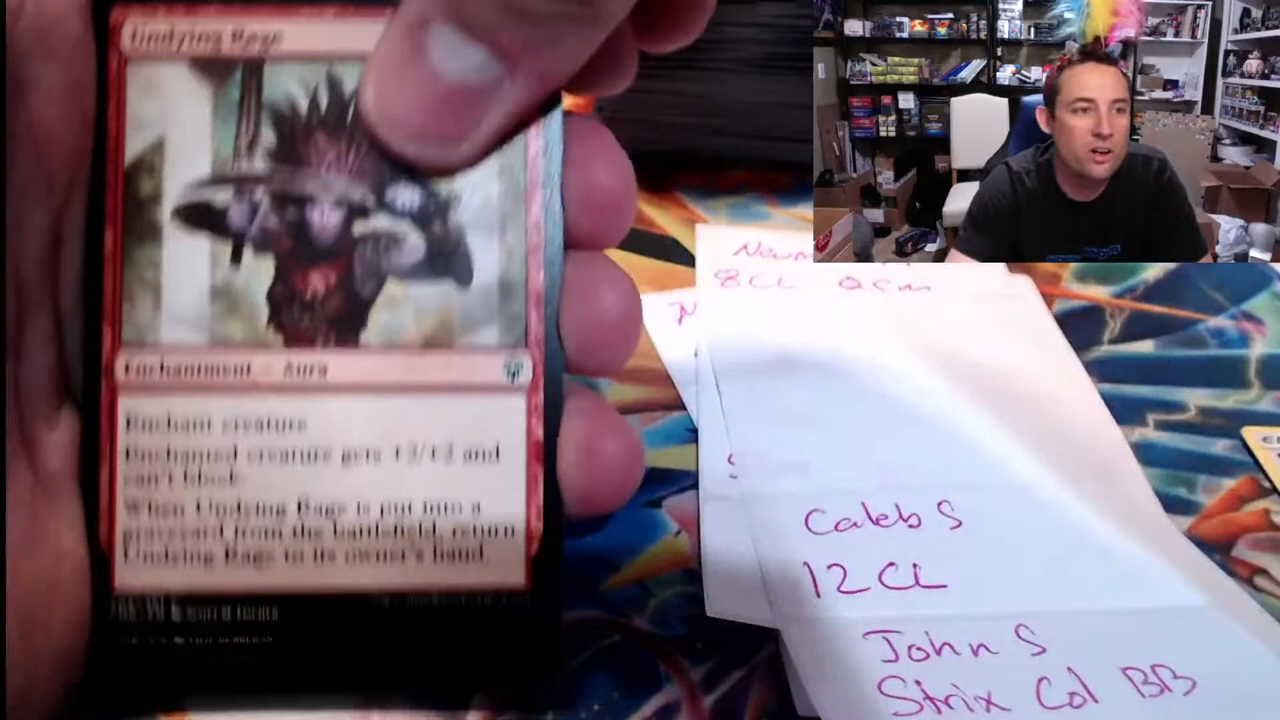 Undying Rage
Enchantment – Aura
Enchant creature
Enchanted creature gets +2/+2 and
can't block.
When Undying Rage is put into a
graveyard from the battlefield, return
Undying Rage to its owner's hand.
8CL
Caleb S
12 CL
John S
Strix Col BB